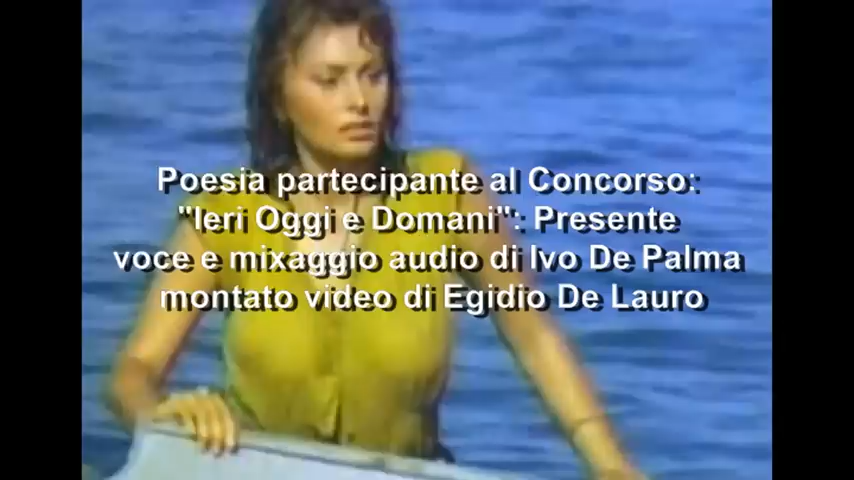 Poesia partecipante al Concorso:
"Ieri Oggi e Domani": Presente
voce e mixaggio audio di Ivo De Palma
montato video di Egidio De Lauro